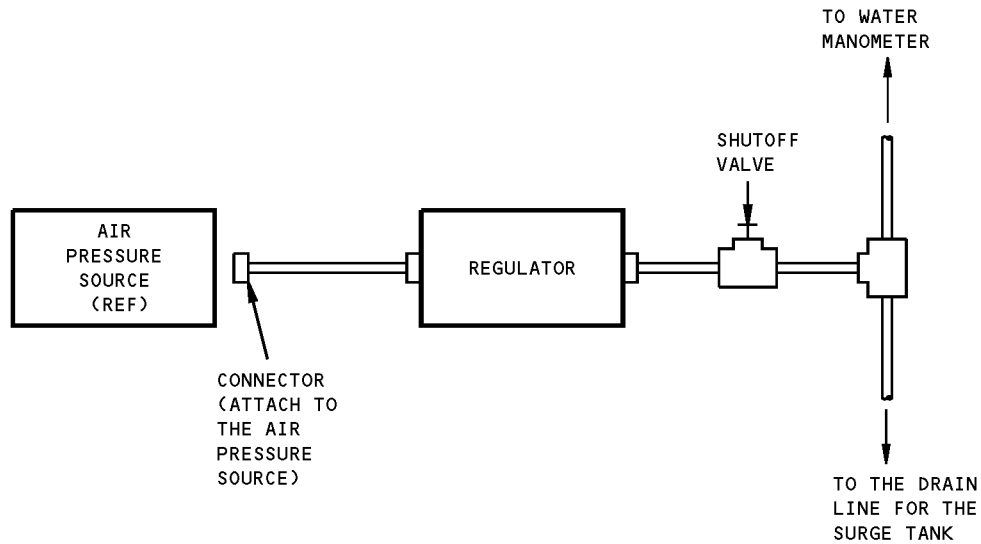 TO WATER
MANOMETER
SHUTOFF
VALVE
AIR
PRESSURE
SOURCE
(REF)
REGULATOR
CONNECTOR
(ATTACH TO
THE AIR
PRESSURE
SOURCE)
TO THE DRAIN
LINE FOR THE
SURGE TANK